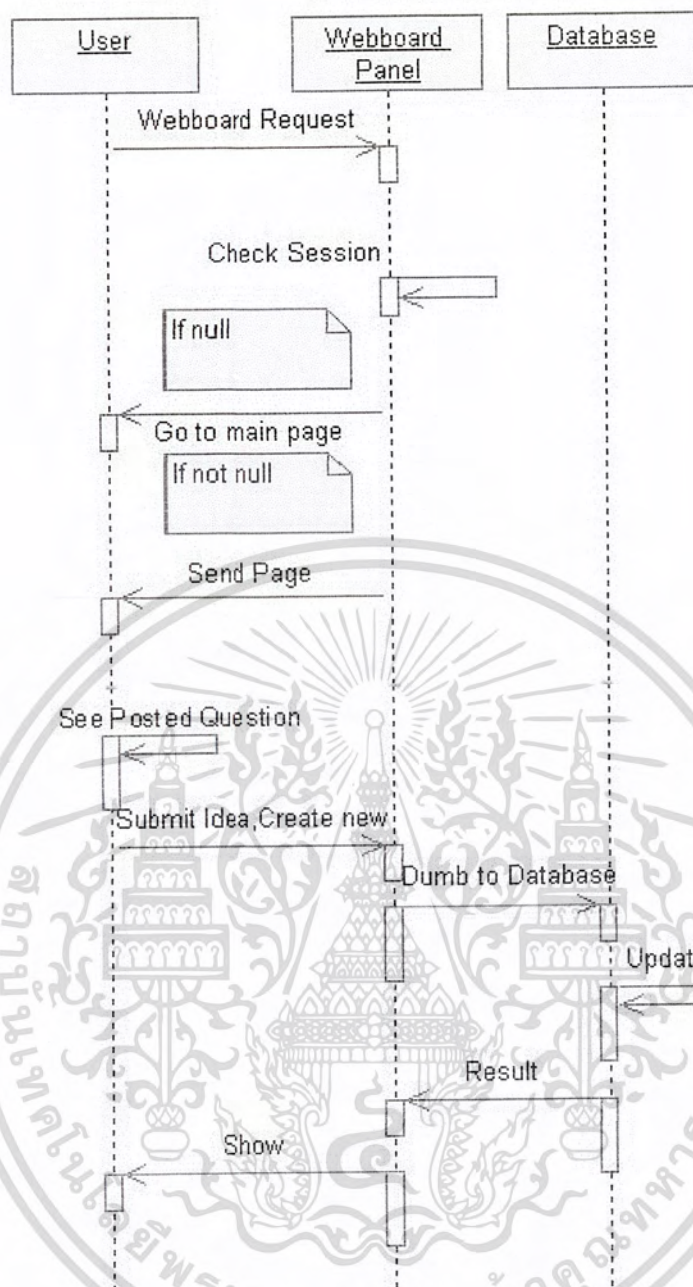 User
Webboard
Panel
Database
Webboard Request
Check Session
If null
Go to main page
If not null
Send Page
See Posted Question
Submit Idea,Create new
Dumb to Database
Updat
Result
Show